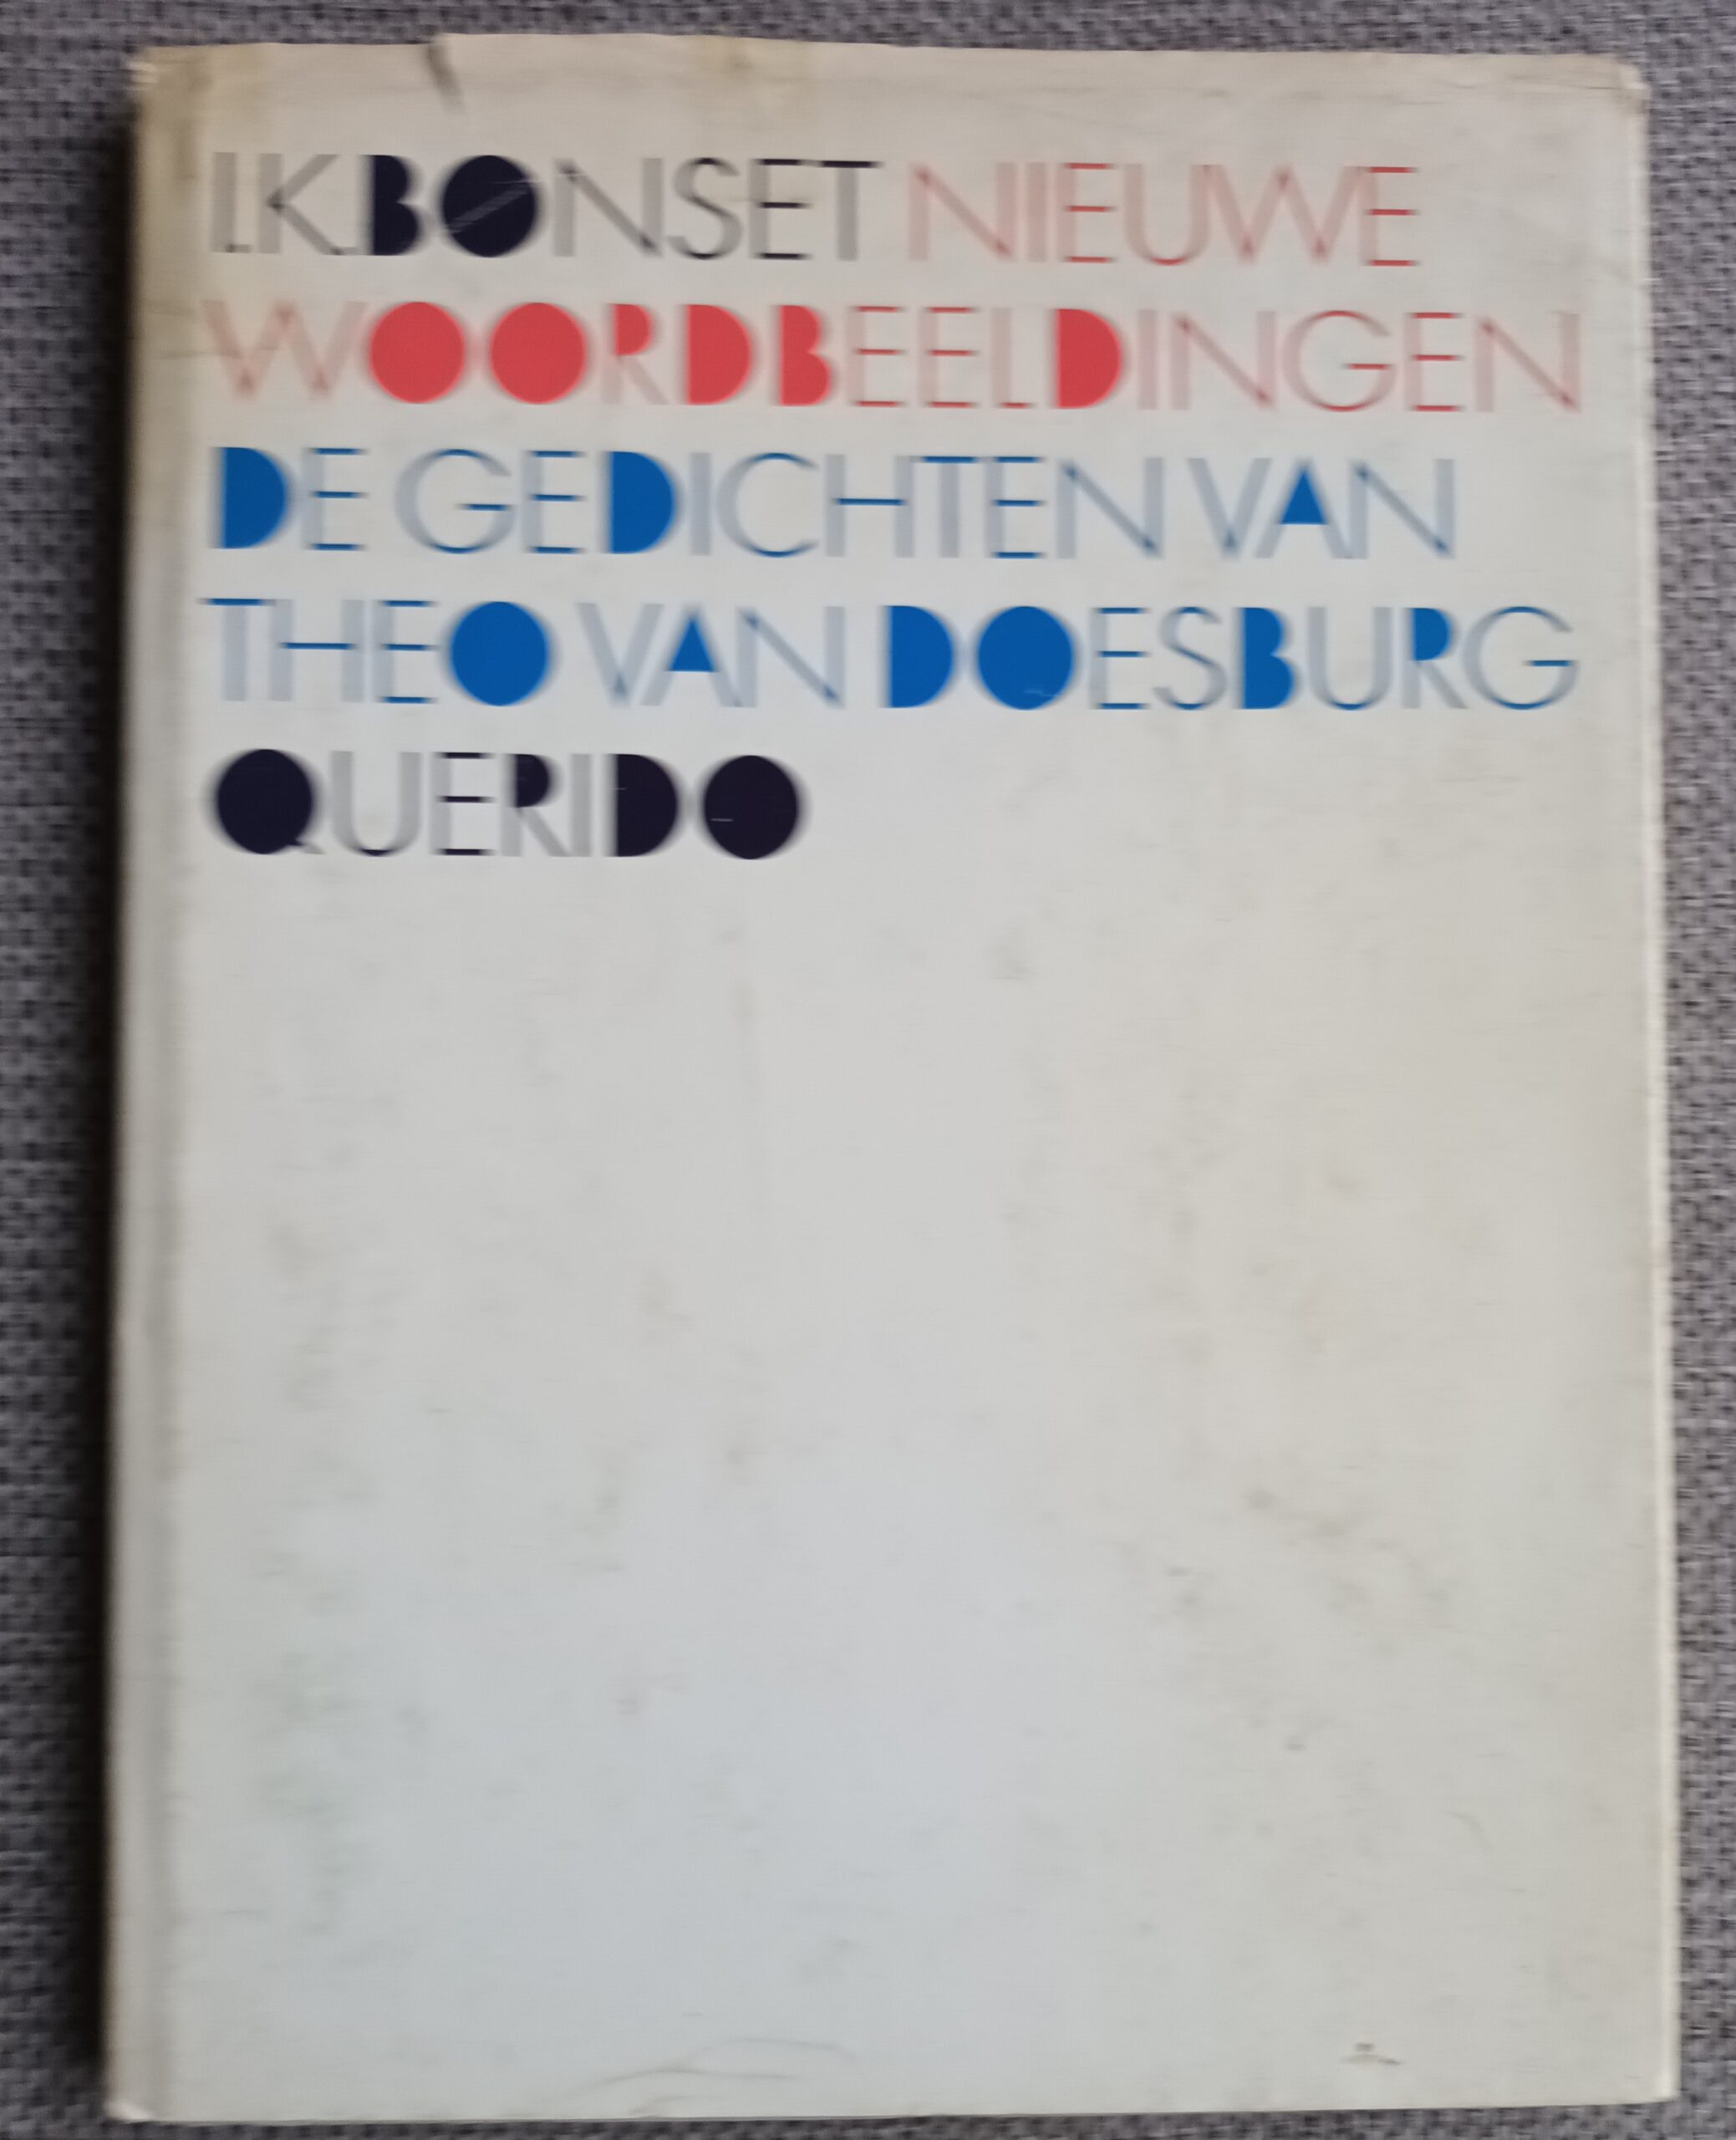 I.K.BONSET NIEUWE
WOORDBEELDINGEN
DE GEDICHTEN VAN
THEO VAN DOESBURG
QUERIDO